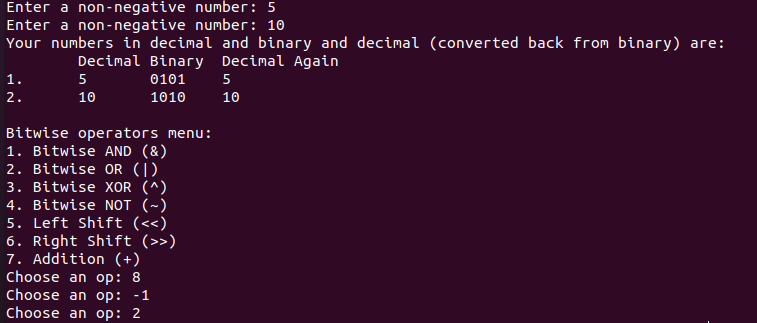 Enter a non-negative number: 5
Enter a non-negative number: 10
Your numbers in decimal and binary and decimal (converted back from binary) are:
Decimal Binary Decimal Again
1. 5 0101 5
2. 10 1010 10
Bitwise operators menu:
1. Bitwise AND (&)
2. Bitwise OR (|)
3. Bitwise XOR (^)
4. Bitwise NOT (~)
5. Left Shift (<<)
6. Right Shift (>>)
7. Addition (+)
Choose an op: 8
Choose an op: -1
Choose an op: 2